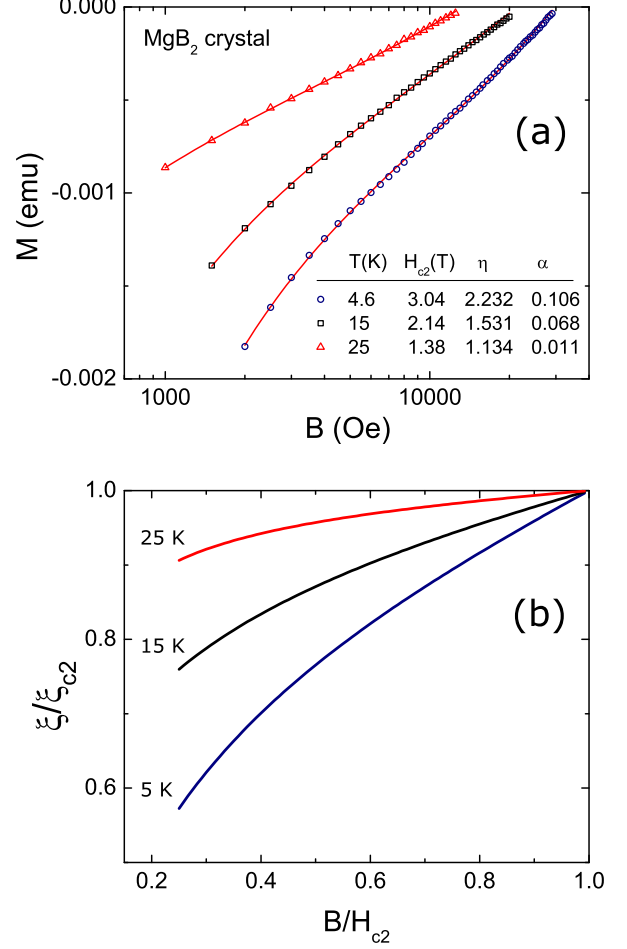 0.000
MgB2 crystal
(a)
-0.001
M (emu)
T(K) Hc2(T) η α
4.6 3.04 2.232 0.106
15 2.14 1.531 0.068
25 1.38 1.134 0.011
-0.002
1000 10000
B (Oe)
1.0
25 K
(b)
15 K
0.8
ξ/ξc2
5 K
0.6
0.2 0.4 0.6 0.8 1.0
B/Hc2